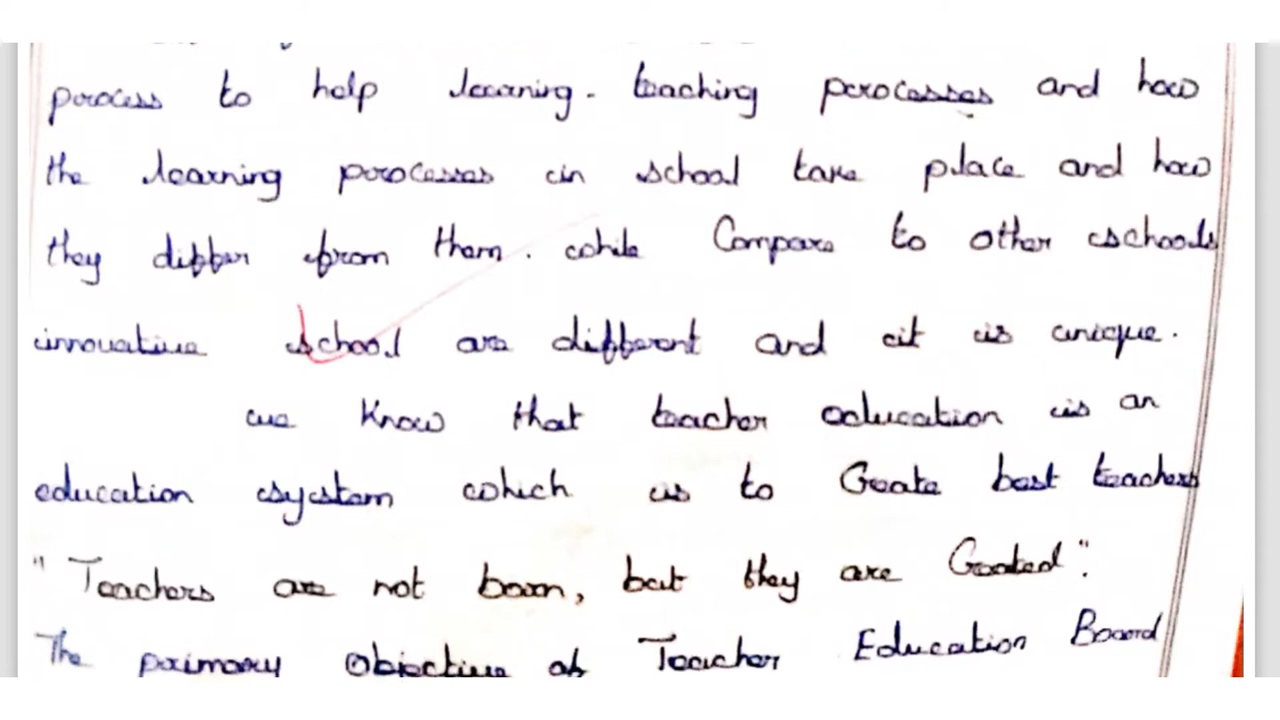 process to help learning - teaching processes and how
the learning processes in school take place and how
they differ from them. while Compare to other schools
innovative school are different and it is unique.
we Know that teacher education is an
education system which is to Create best teachers
"Teachers are not born, but they are Created".
The primary Objective of Teacher Education Board